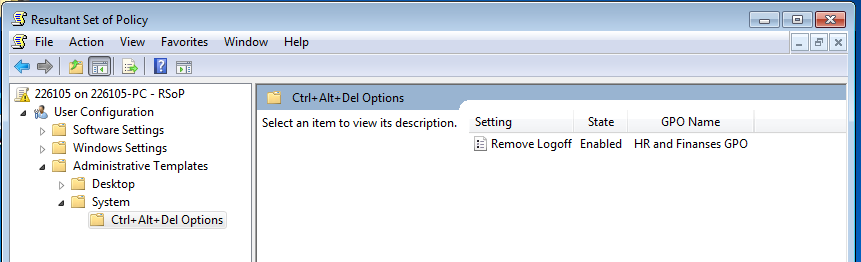 Resultant Set of Policy
File Action View Favorites Window Help
226105 on 226105-PC - RSoP
User Configuration
Software Settings
Windows Settings
Administrative Templates
Desktop
System
Ctrl+Alt+Del Options
Ctrl+Alt+Del Options
Select an item to view its description.
Setting State GPO Name
Remove Logoff Enabled HR and Finanses GPO